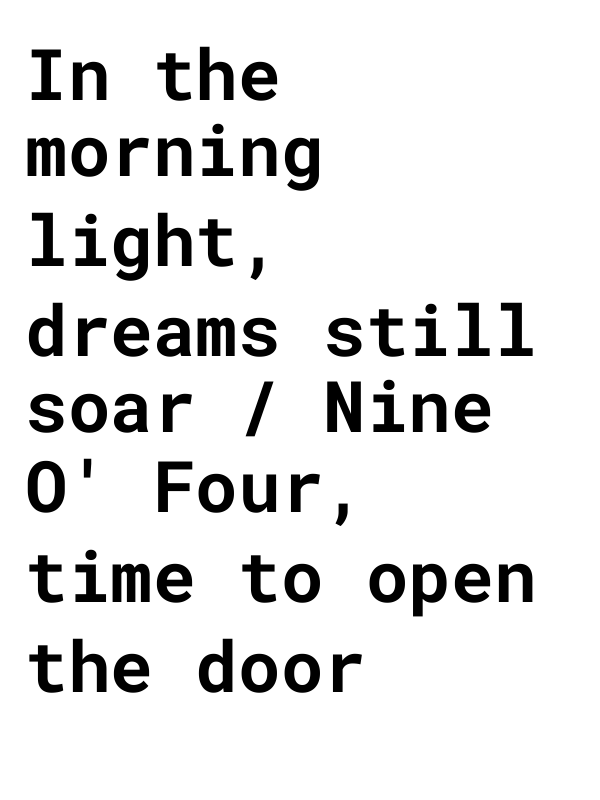 In the
morning
light,
dreams still
soar / Nine
O' Four,
time to open
the door